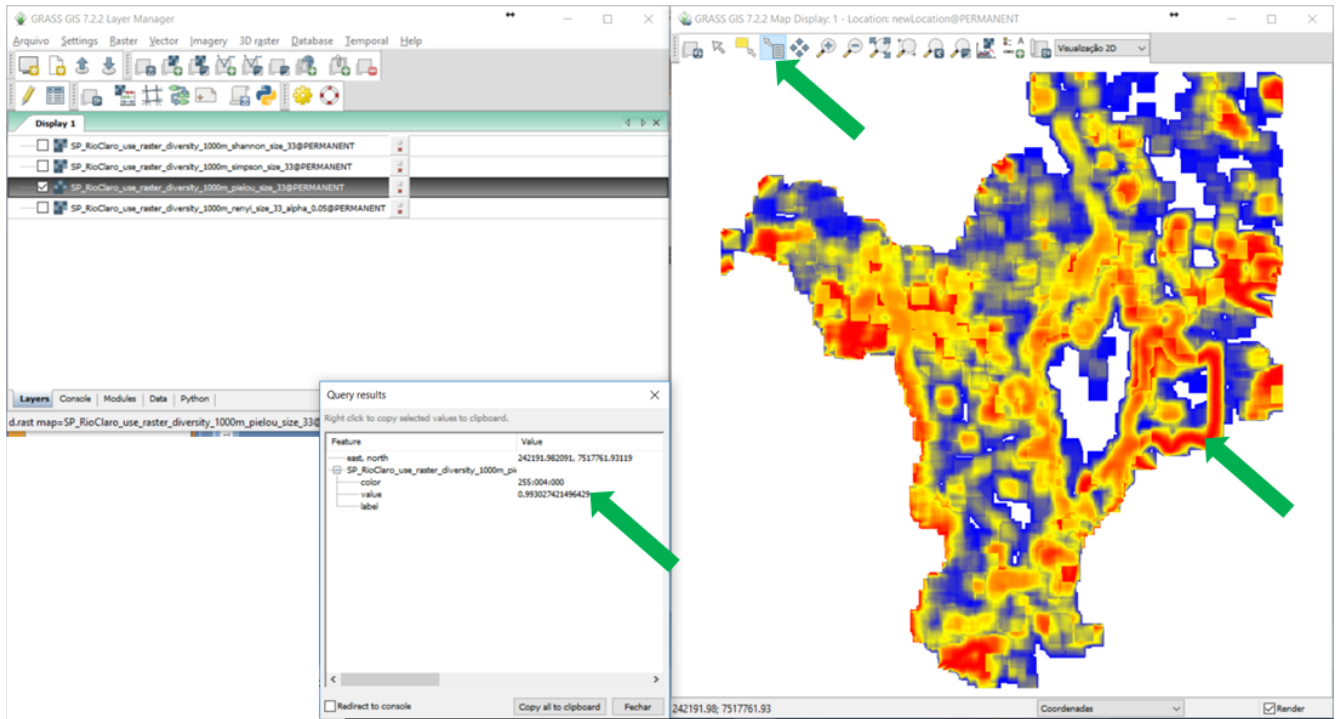 GRASS GIS 7.2.2 Layer Manager
Arquivo Settings Raster Vector Imagery 3D raster Database Temporal Help
Display 1
SP_RioClaro_use_raster_diversity_1000m_shannon_size_33@PERMANENT
SP_RioClaro_use_raster_diversity_1000m_simpson_size_33@PERMANENT
SP_RioClaro_use_raster_diversity_1000m_pielou_size_33@PERMANENT
SP_RioClaro_use_raster_diversity_1000m_renyi_size_33_alpha_0.05@PERMANENT
Layers Console Modules Data Python
d.rast map=SP_RioClaro_use_raster_diversity_1000m_pielou_size_33@
Query results
Right click to copy selected values to clipboard.
Feature Value
east, north 242191.982091, 7517761.93119
SP_RioClaro_use_raster_diversity_1000m_pie
color 255:004:000
value 0.993027421496429
label
Redirect to console Copy all to clipboard Fechar
GRASS GIS 7.2.2 Map Display: 1 - Location: newLocation@PERMANENT
Visualização 2D
242191.98; 7517761.93 Coordenadas Render